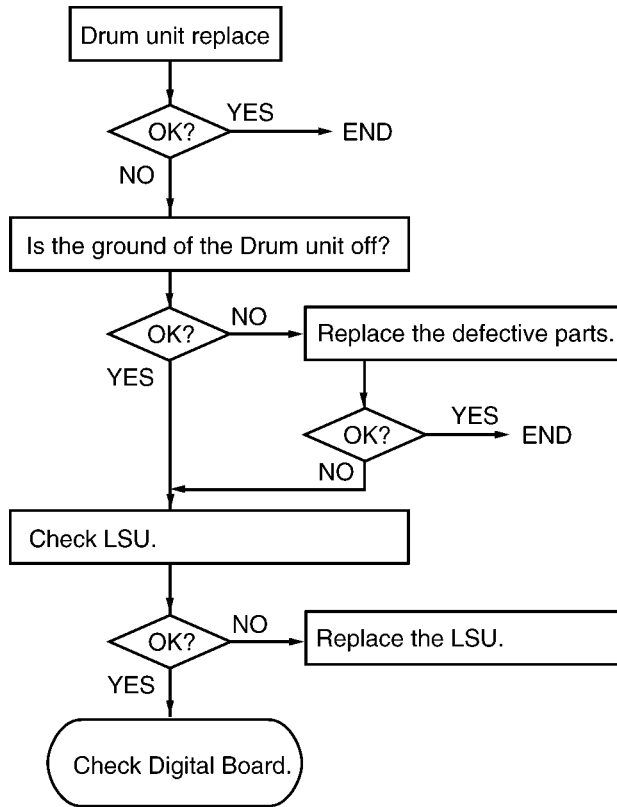 Drum unit replace
OK?
YES
END
NO
Is the ground of the Drum unit off?
OK?
NO
Replace the defective parts.
YES
OK?
YES
END
NO
Check LSU.
OK?
NO
Replace the LSU.
YES
Check Digital Board.